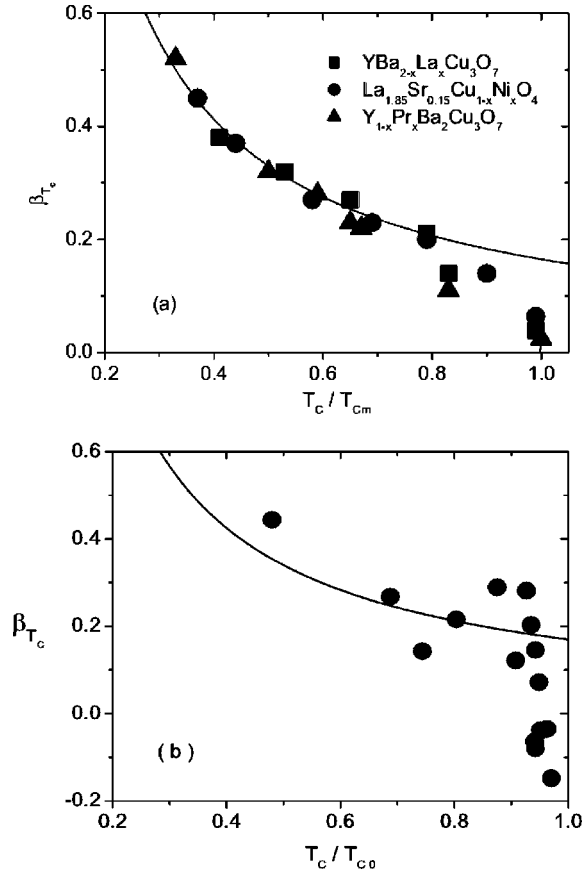 0.6
YBa2-xLaxCu3O7
La1.85Sr0.15Cu1-xNixO4
Y1-xPrxBa2Cu3O7
0.4
βTc
0.2
(a)
0.0
0.2 0.4 0.6 0.8 1.0
TC / TCm
0.6
0.4
βTC
0.2
0.0
( b )
-0.2
0.2 0.4 0.6 0.8 1.0
TC / TC0